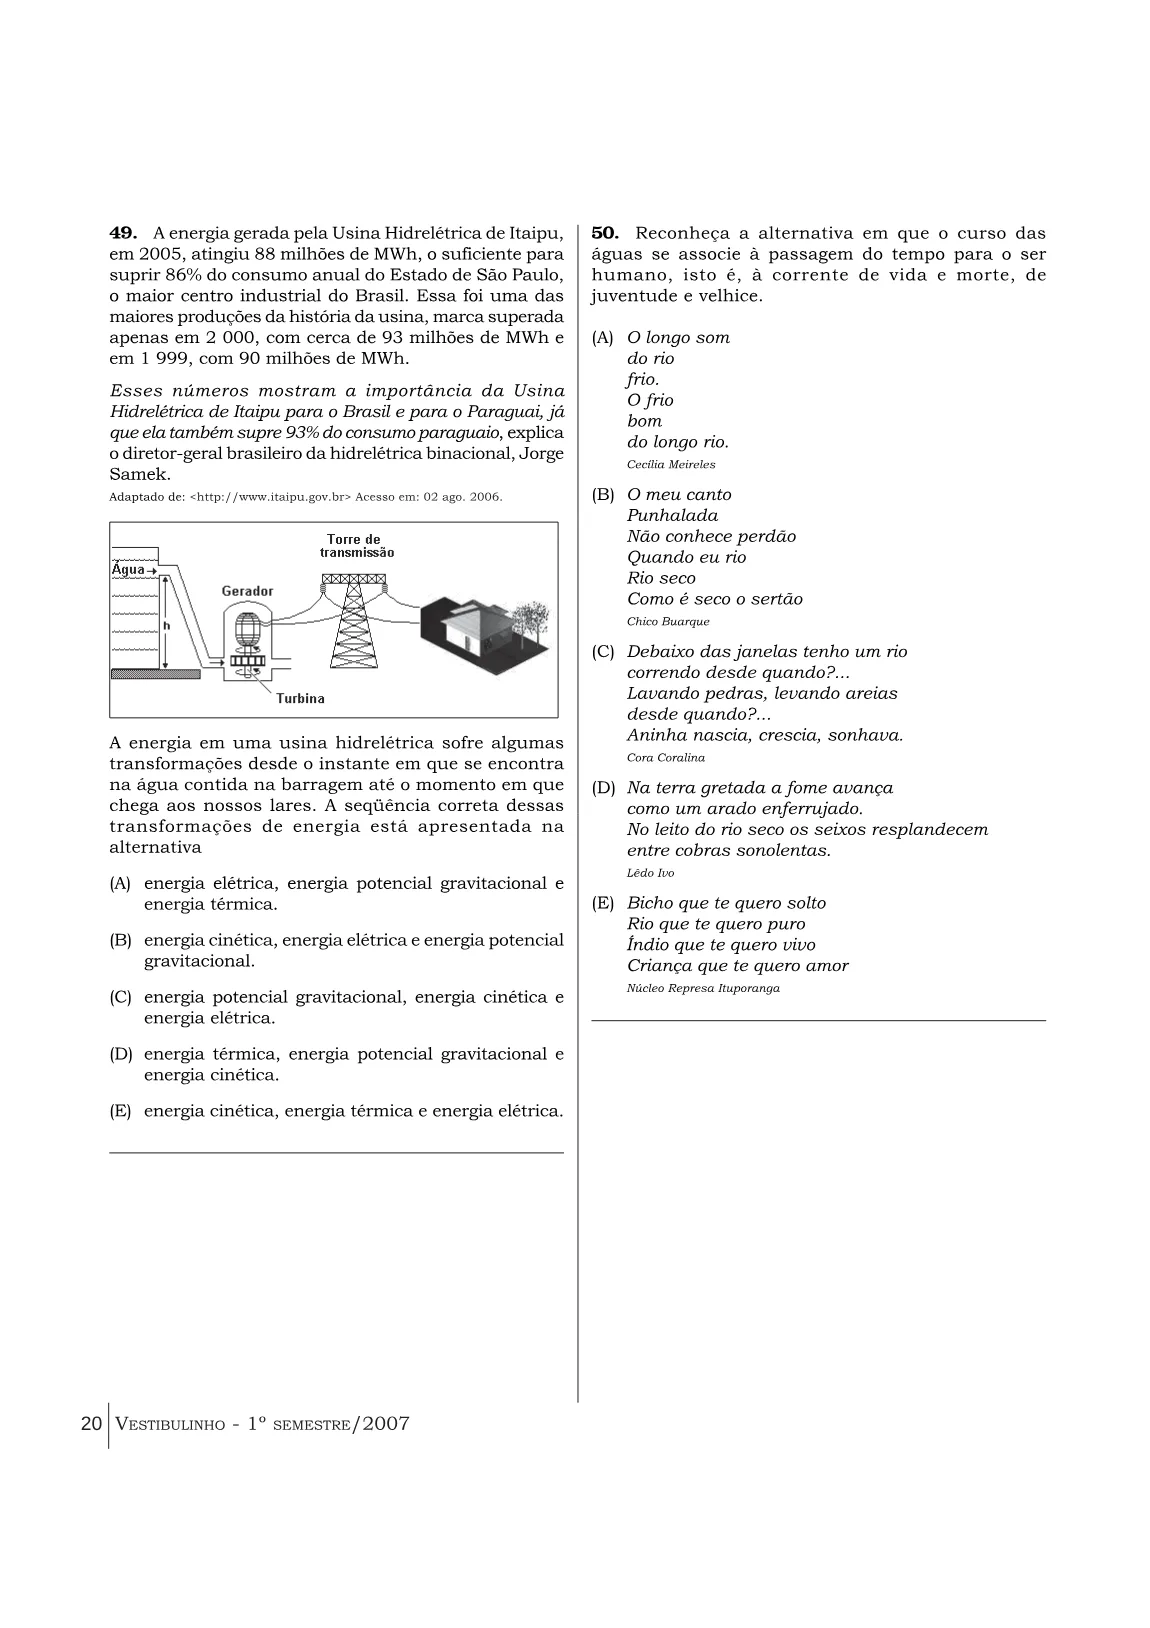 49. A energia gerada pela Usina Hidrelétrica de Itaipu,
em 2005, atingiu 88 milhões de MWh, o suficiente para
suprir 86% do consumo anual do Estado de São Paulo,
o maior centro industrial do Brasil. Essa foi uma das
maiores produções da história da usina, marca superada
apenas em 2 000, com cerca de 93 milhões de MWh e
em 1 999, com 90 milhões de MWh.
Esses números mostram a importância da Usina
Hidrelétrica de Itaipu para o Brasil e para o Paraguai, já
que ela também supre 93% do consumo paraguaio, explica
o diretor-geral brasileiro da hidrelétrica binacional, Jorge
Samek.
Adaptado de: <http://www.itaipu.gov.br> Acesso em: 02 ago. 2006.
Torre de
transmissão
Água
Gerador
h
Turbina
A energia em uma usina hidrelétrica sofre algumas
transformações desde o instante em que se encontra
na água contida na barragem até o momento em que
chega aos nossos lares. A seqüência correta dessas
transformações de energia está apresentada na
alternativa
(A) energia elétrica, energia potencial gravitacional e
energia térmica.
(B) energia cinética, energia elétrica e energia potencial
gravitacional.
(C) energia potencial gravitacional, energia cinética e
energia elétrica.
(D) energia térmica, energia potencial gravitacional e
energia cinética.
(E) energia cinética, energia térmica e energia elétrica.
50. Reconheça a alternativa em que o curso das
águas se associe à passagem do tempo para o ser
humano, isto é, à corrente de vida e morte, de
juventude e velhice.
(A) O longo som
do rio
frio.
O frio
bom
do longo rio.
Cecília Meireles
(B) O meu canto
Punhalada
Não conhece perdão
Quando eu rio
Rio seco
Como é seco o sertão
Chico Buarque
(C) Debaixo das janelas tenho um rio
correndo desde quando?...
Lavando pedras, levando areias
desde quando?...
Aninha nascia, crescia, sonhava.
Cora Coralina
(D) Na terra gretada a fome avança
como um arado enferrujado.
No leito do rio seco os seixos resplandecem
entre cobras sonolentas.
Lêdo Ivo
(E) Bicho que te quero solto
Rio que te quero puro
Índio que te quero vivo
Criança que te quero amor
Núcleo Represa Ituporanga
20 VESTIBULINHO - 1º SEMESTRE/2007